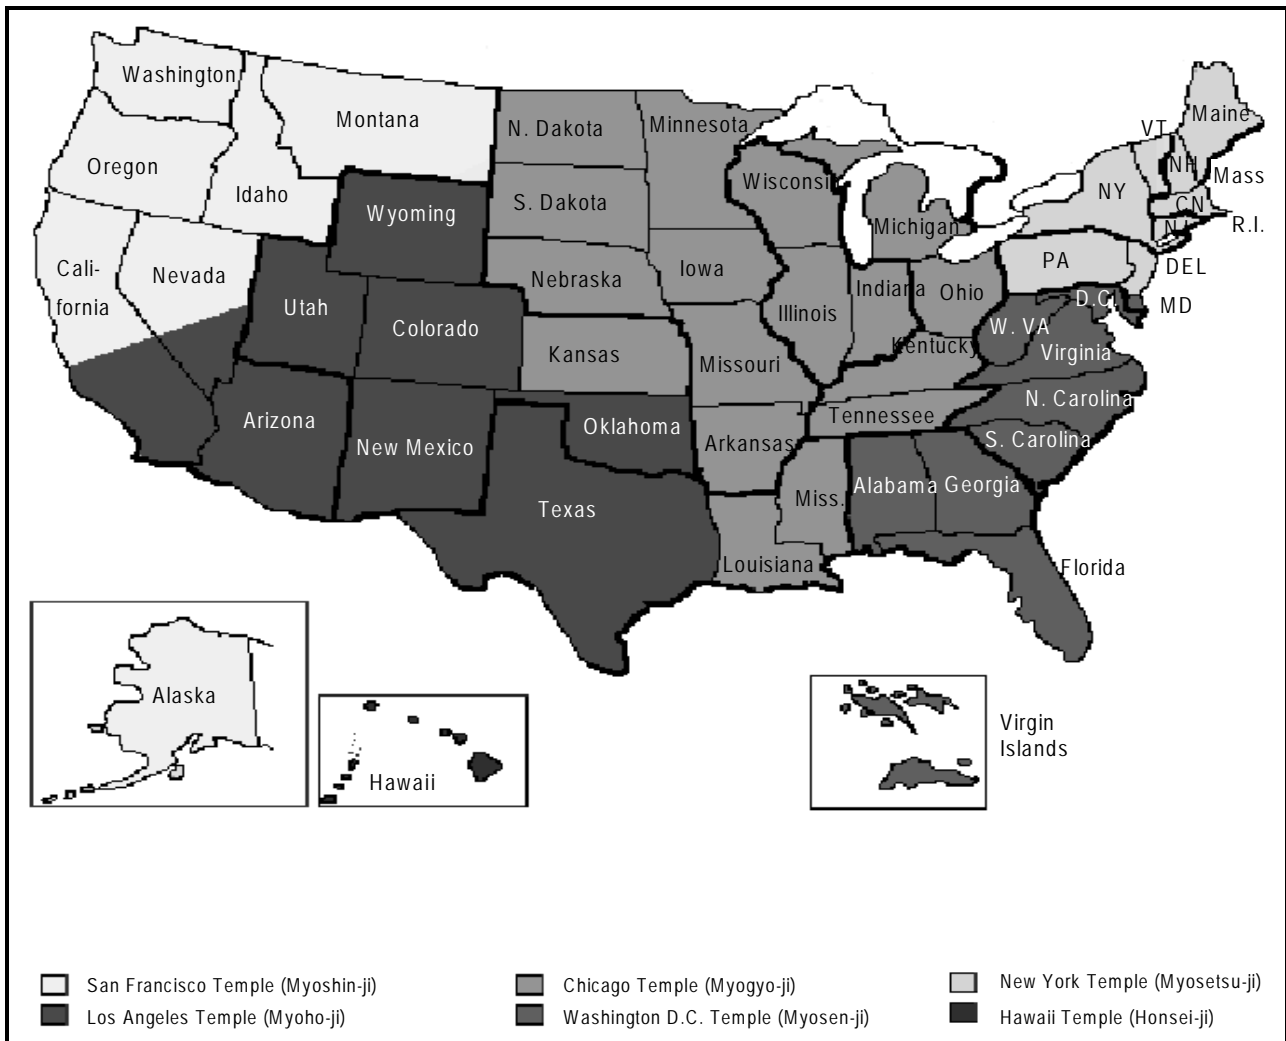 Washington
Montana
Oregon
Idaho
Cali-
fornia
Nevada
Wyoming
Utah
Colorado
Arizona
New Mexico
N. Dakota
S. Dakota
Nebraska
Kansas
Oklahoma
Texas
Minnesota
Iowa
Missouri
Arkansas
Louisiana
Wisconsi
Illinois
Michigan
Indiana
Ohio
Kentucky
Tennessee
Miss.
Alabama
Georgia
Florida
S. Carolina
N. Carolina
Virginia
W. VA
D.C.
MD
DEL
PA
NY
VT
NH
Maine
Mass
CN
R.I.
NJ
Alaska
Hawaii
Virgin
Islands
San Francisco Temple (Myoshin-ji)
Los Angeles Temple (Myoho-ji)
Chicago Temple (Myogyo-ji)
Washington D.C. Temple (Myosen-ji)
New York Temple (Myosetsu-ji)
Hawaii Temple (Honsei-ji)